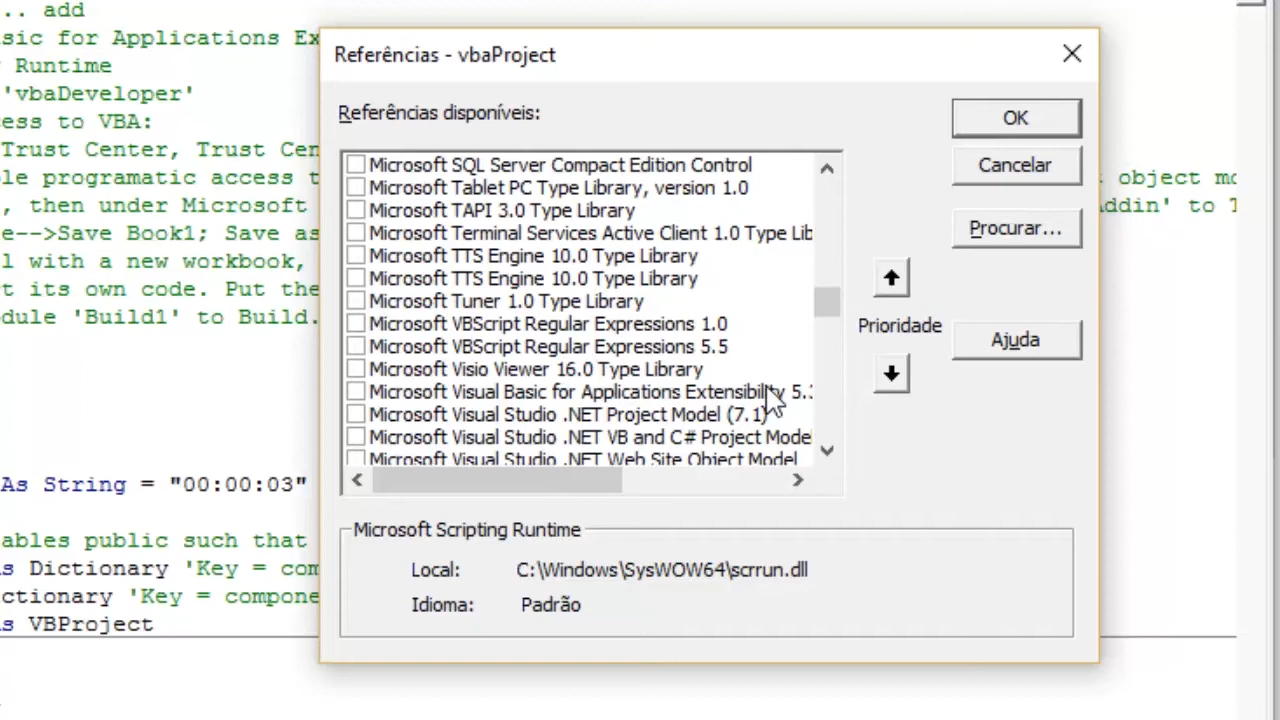 ... add
sic for Applications Ex
Runtime
'vbaDeveloper'
ess to VBA:
Trust Center, Trust Cen
le programatic access t
object mo
, then under Microsoft
Addin' to
e-->Save Book1; Save as
l with a new workbook,
t its own code. Put the
dule 'Build1' to Build.
As String = "00:00:03"
ables public such that
s Dictionary 'Key = com
ctionary 'Key = compone
s VBProject
Referências - vbaProject
Referências disponíveis:
Microsoft SQL Server Compact Edition Control
Microsoft Tablet PC Type Library, version 1.0
Microsoft TAPI 3.0 Type Library
Microsoft Terminal Services Active Client 1.0 Type Lib
Microsoft TTS Engine 10.0 Type Library
Microsoft TTS Engine 10.0 Type Library
Microsoft Tuner 1.0 Type Library
Microsoft VBScript Regular Expressions 1.0
Microsoft VBScript Regular Expressions 5.5
Microsoft Visio Viewer 16.0 Type Library
Microsoft Visual Basic for Applications Extensibility 5.3
Microsoft Visual Studio .NET Project Model (7.1)
Microsoft Visual Studio .NET VB and C# Project Model
Microsoft Visual Studio .NET Web Site Object Model
OK
Cancelar
Procurar...
Prioridade
Ajuda
Microsoft Scripting Runtime
Local: C:\Windows\SysWOW64\scrrun.dll
Idioma: Padrão